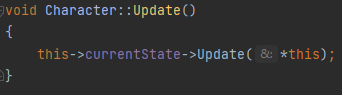 void Character::Update()
{
this->currentState->Update(&: *this);
}